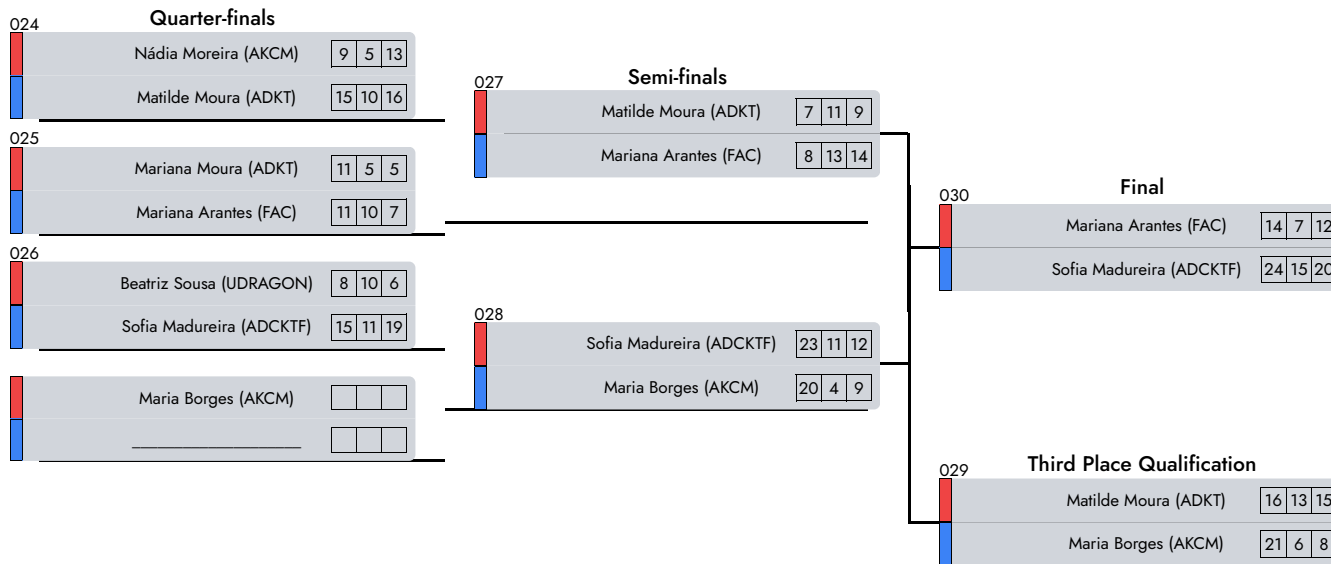 024
Quarter-finals
Nádia Moreira (AKCM) 9 5 13
Matilde Moura (ADKT) 15 10 16
025
Mariana Moura (ADKT) 11 5 5
Mariana Arantes (FAC) 11 10 7
026
Beatriz Sousa (UDRAGON) 8 10 6
Sofia Madureira (ADCKTF) 15 11 19
Maria Borges (AKCM)
____________________
027
Semi-finals
Matilde Moura (ADKT) 7 11 9
Mariana Arantes (FAC) 8 13 14
028
Sofia Madureira (ADCKTF) 23 11 12
Maria Borges (AKCM) 20 4 9
030
Final
Mariana Arantes (FAC) 14 7 12
Sofia Madureira (ADCKTF) 24 15 20
029
Third Place Qualification
Matilde Moura (ADKT) 16 13 15
Maria Borges (AKCM) 21 6 8